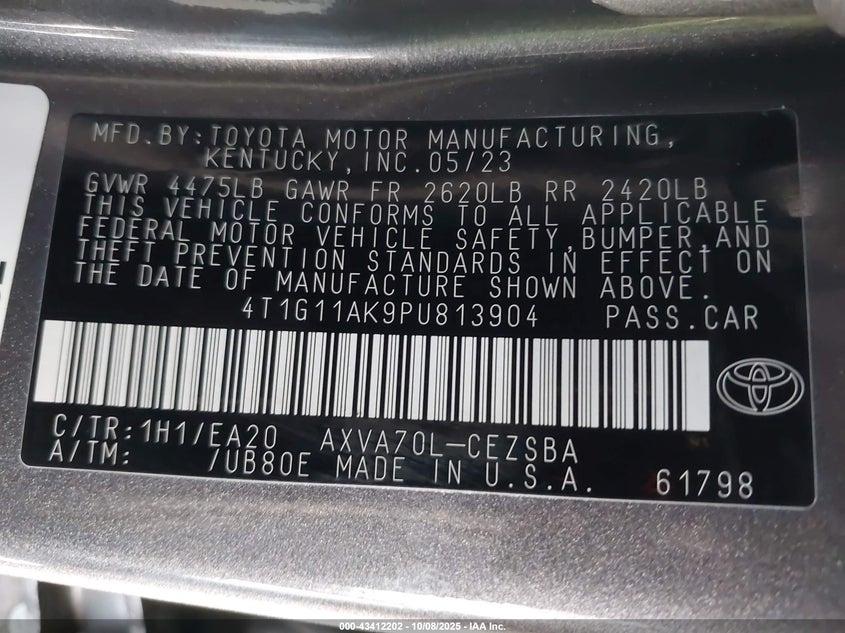 MFD.BY:TOYOTA MOTOR MANUFACTURING,
KENTUCKY,INC.05/23
GVWR 4475LB GAWR FR 2620LB RR 2420LB
THIS VEHICLE CONFORMS TO ALL APPLICABLE
FEDERAL MOTOR VEHICLE SAFETY,BUMPER,AND
THEFT PREVENTION STANDARDS IN EFFECT ON
THE DATE OF MANUFACTURE SHOWN ABOVE.
4T1G11AK9PU813904 PASS.CAR
C/TR:1H1/EA20 AXVA70L-CEZSBA
A/TM: /UB80E MADE IN U.S.A. 61798
000-43412202 - 10/08/2025 - IAA Inc.